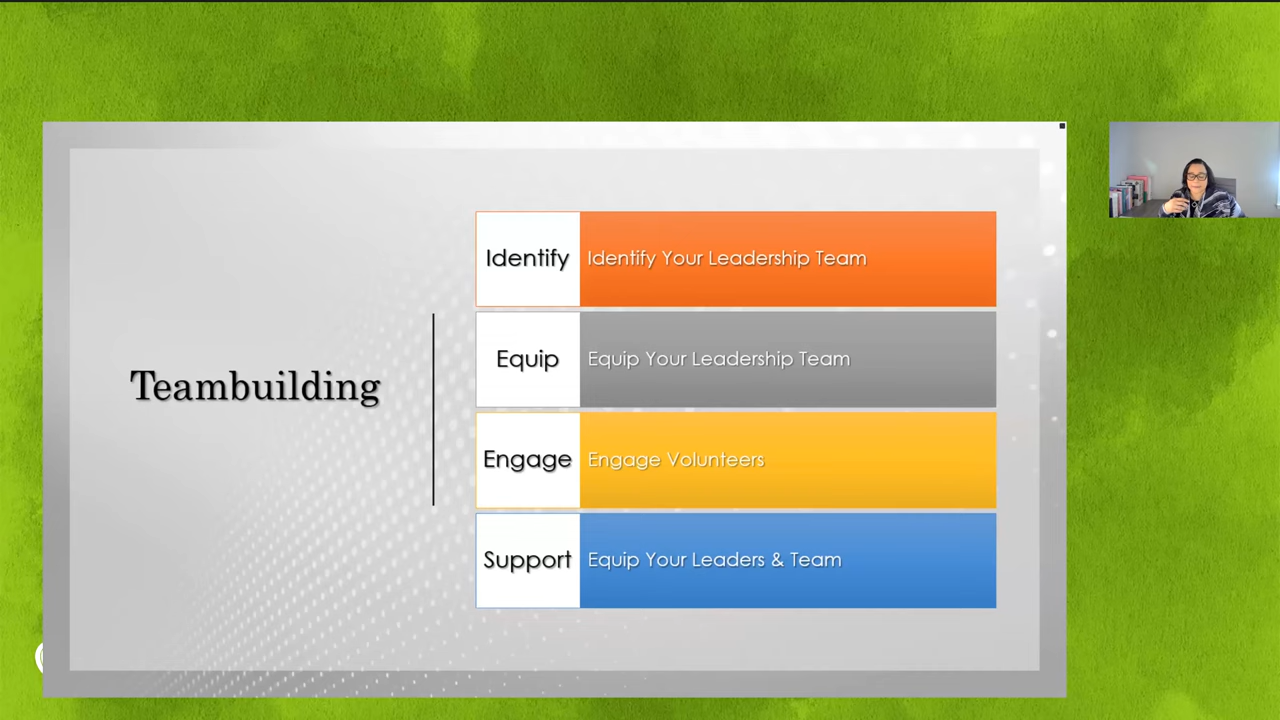 Teambuilding
Identify
Identify Your Leadership Team
Equip
Equip Your Leadership Team
Engage
Engage Volunteers
Support
Equip Your Leaders & Team